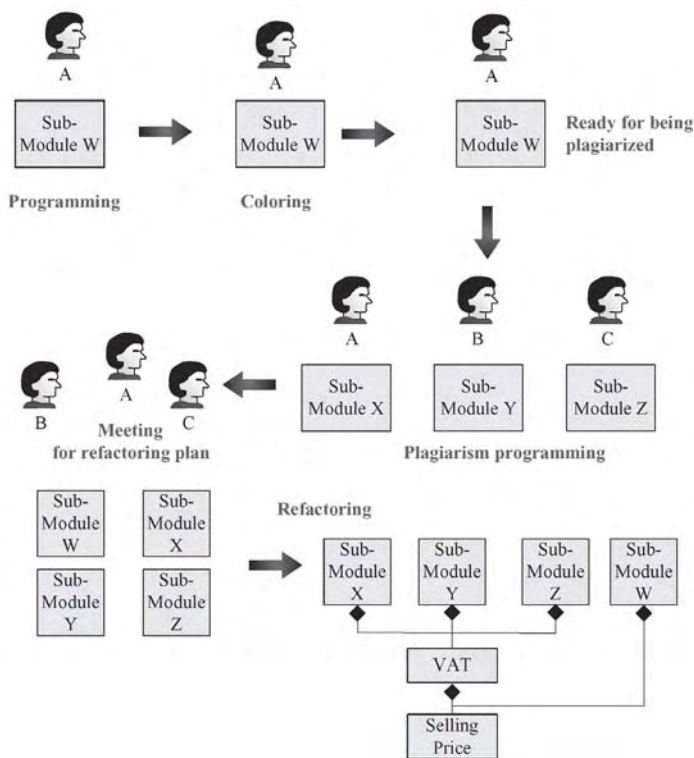 A
A
A
Sub-
Module W
Sub-
Module W
Sub-
Module W
Ready for being
plagiarized
Programming
Coloring
A
B
C
Sub-
Module X
Sub-
Module Y
Sub-
Module Z
Plagiarism programming
B
A
C
Meeting
for refactoring plan
Sub-
Module
W
Sub-
Module
X
Sub-
Module
Y
Sub-
Module
Z
Refactoring
Sub-
Module
X
Sub-
Module
Y
Sub-
Module
Z
Sub-
Module
W
VAT
Selling
Price